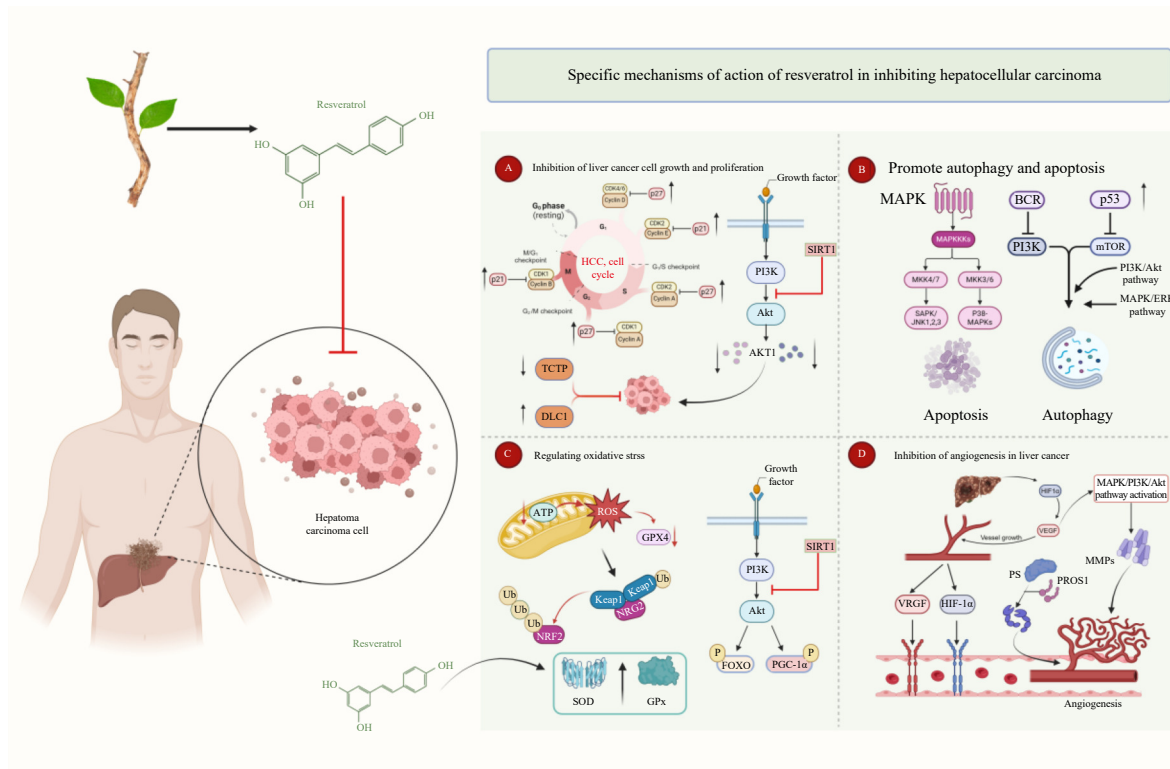 Specific mechanisms of action of resveratrol in inhibiting hepatocellular carcinoma
Resveratrol
OH
HO
OH
Hepatoma
carcinoma cell
Resveratrol
OH
HO
OH
A
Inhibition of liver cancer cell growth and proliferation
CDK4/6
Cyclin D
p27
G₀ phase
(resting)
G₁
CDK2
Cyclin E
p21
M/G₁
checkpoint
HCC, cell
cycle
G₁/S checkpoint
p21
CDK1
Cyclin B
M
G₂
S
CDK2
Cyclin A
p27
G₂/M checkpoint
p27
CDK1
Cyclin A
TCTP
DLC1
Growth factor
SIRT1
PI3K
Akt
AKT1
B
Promote autophagy and apoptosis
MAPK
MAPKKKs
MKK4/7
MKK3/6
SAPK/
JNK1,2,3
P38-
MAPKs
Apoptosis
BCR
p53
PI3K
mTOR
PI3K/Akt
pathway
MAPK/ERK
pathway
Autophagy
C
Regulating oxidative strss
ATP
ROS
GPX4
Keap1
Keap1
Ub
NRG2
Ub
Ub
Ub
NRF2
SOD
GPx
Growth
factor
SIRT1
PI3K
Akt
P
FOXO
P
PGC-1α
D
Inhibition of angiogenesis in liver cancer
HIF1α
MAPK/PI3K/Akt
pathway activation
VEGF
Vessel growth
MMPs
PS
PROS1
VRGF
HIF-1α
Angiogenesis